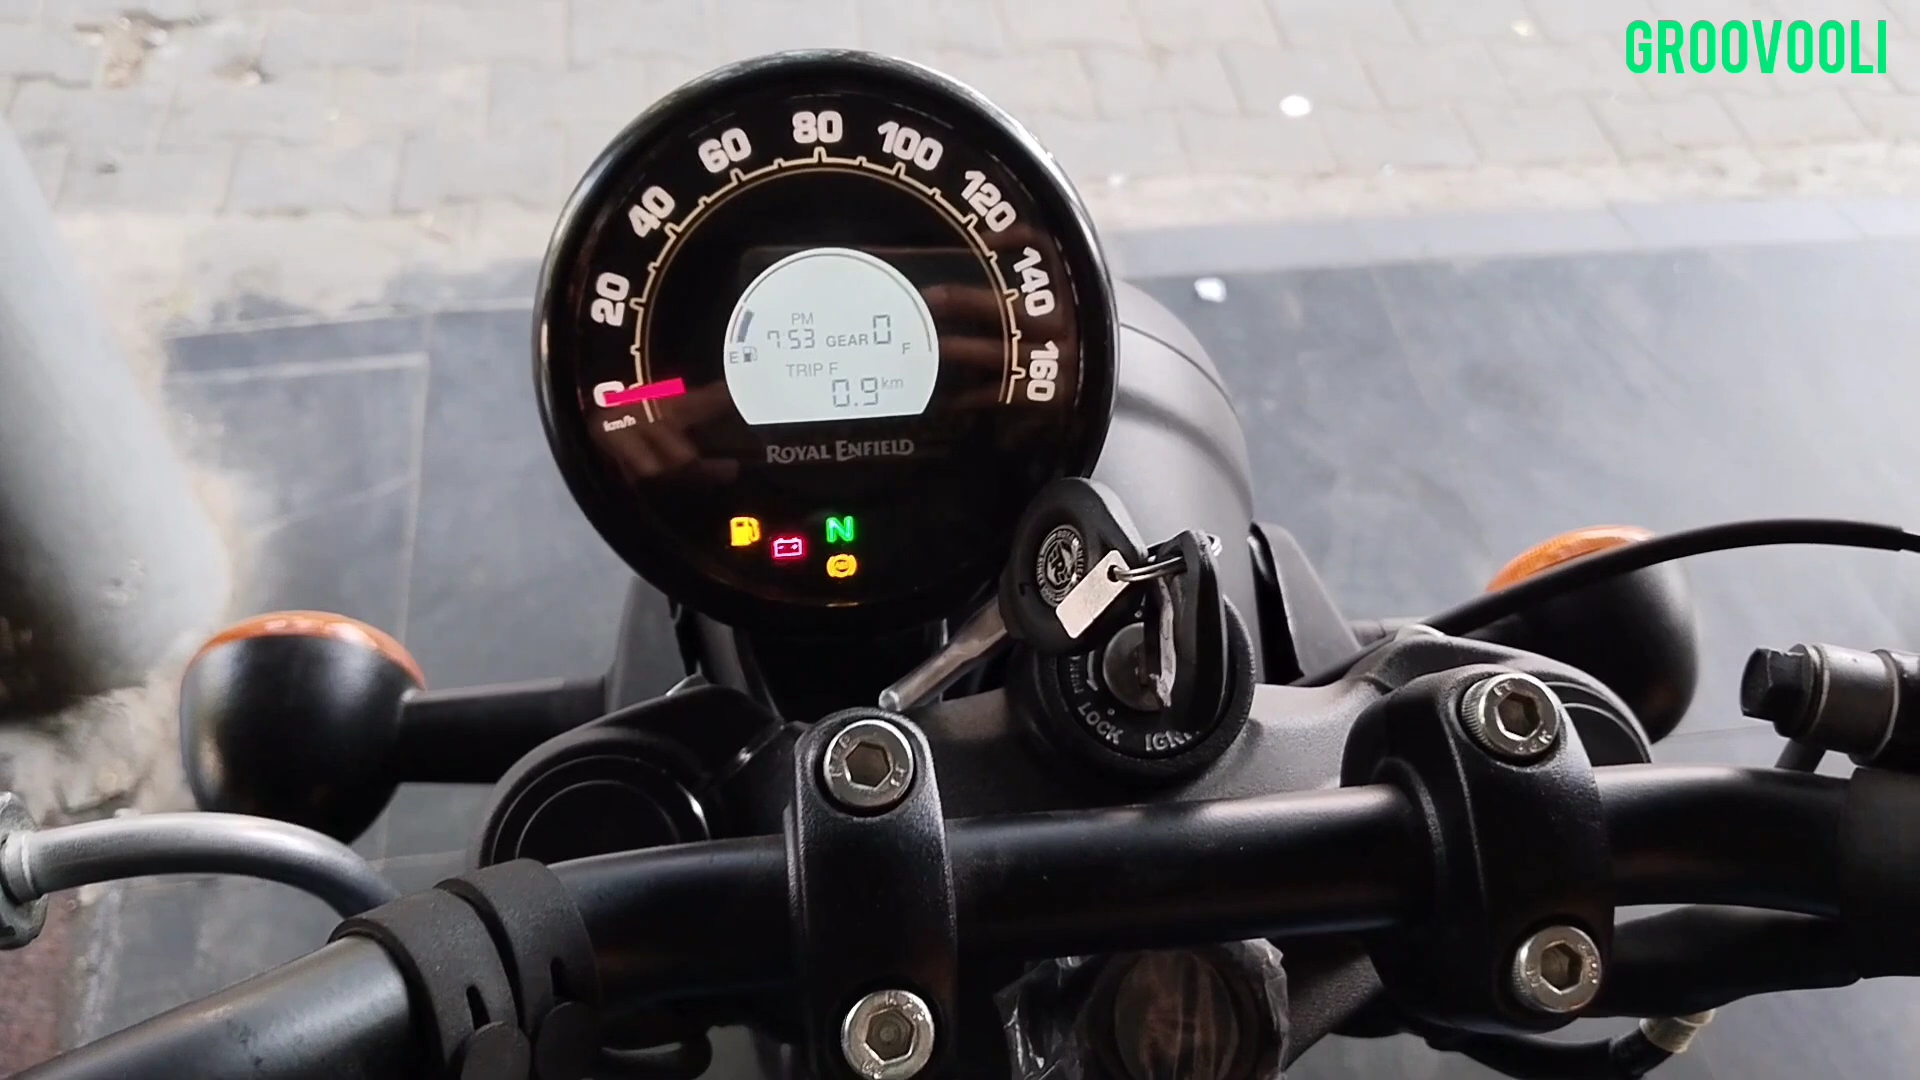 GROOVOOLI
0
20
40
60
80
100
120
140
160
km/h
PM
7:53 GEAR 0
E
F
TRIP F
0.9 km
ROYAL ENFIELD
N
LOCK